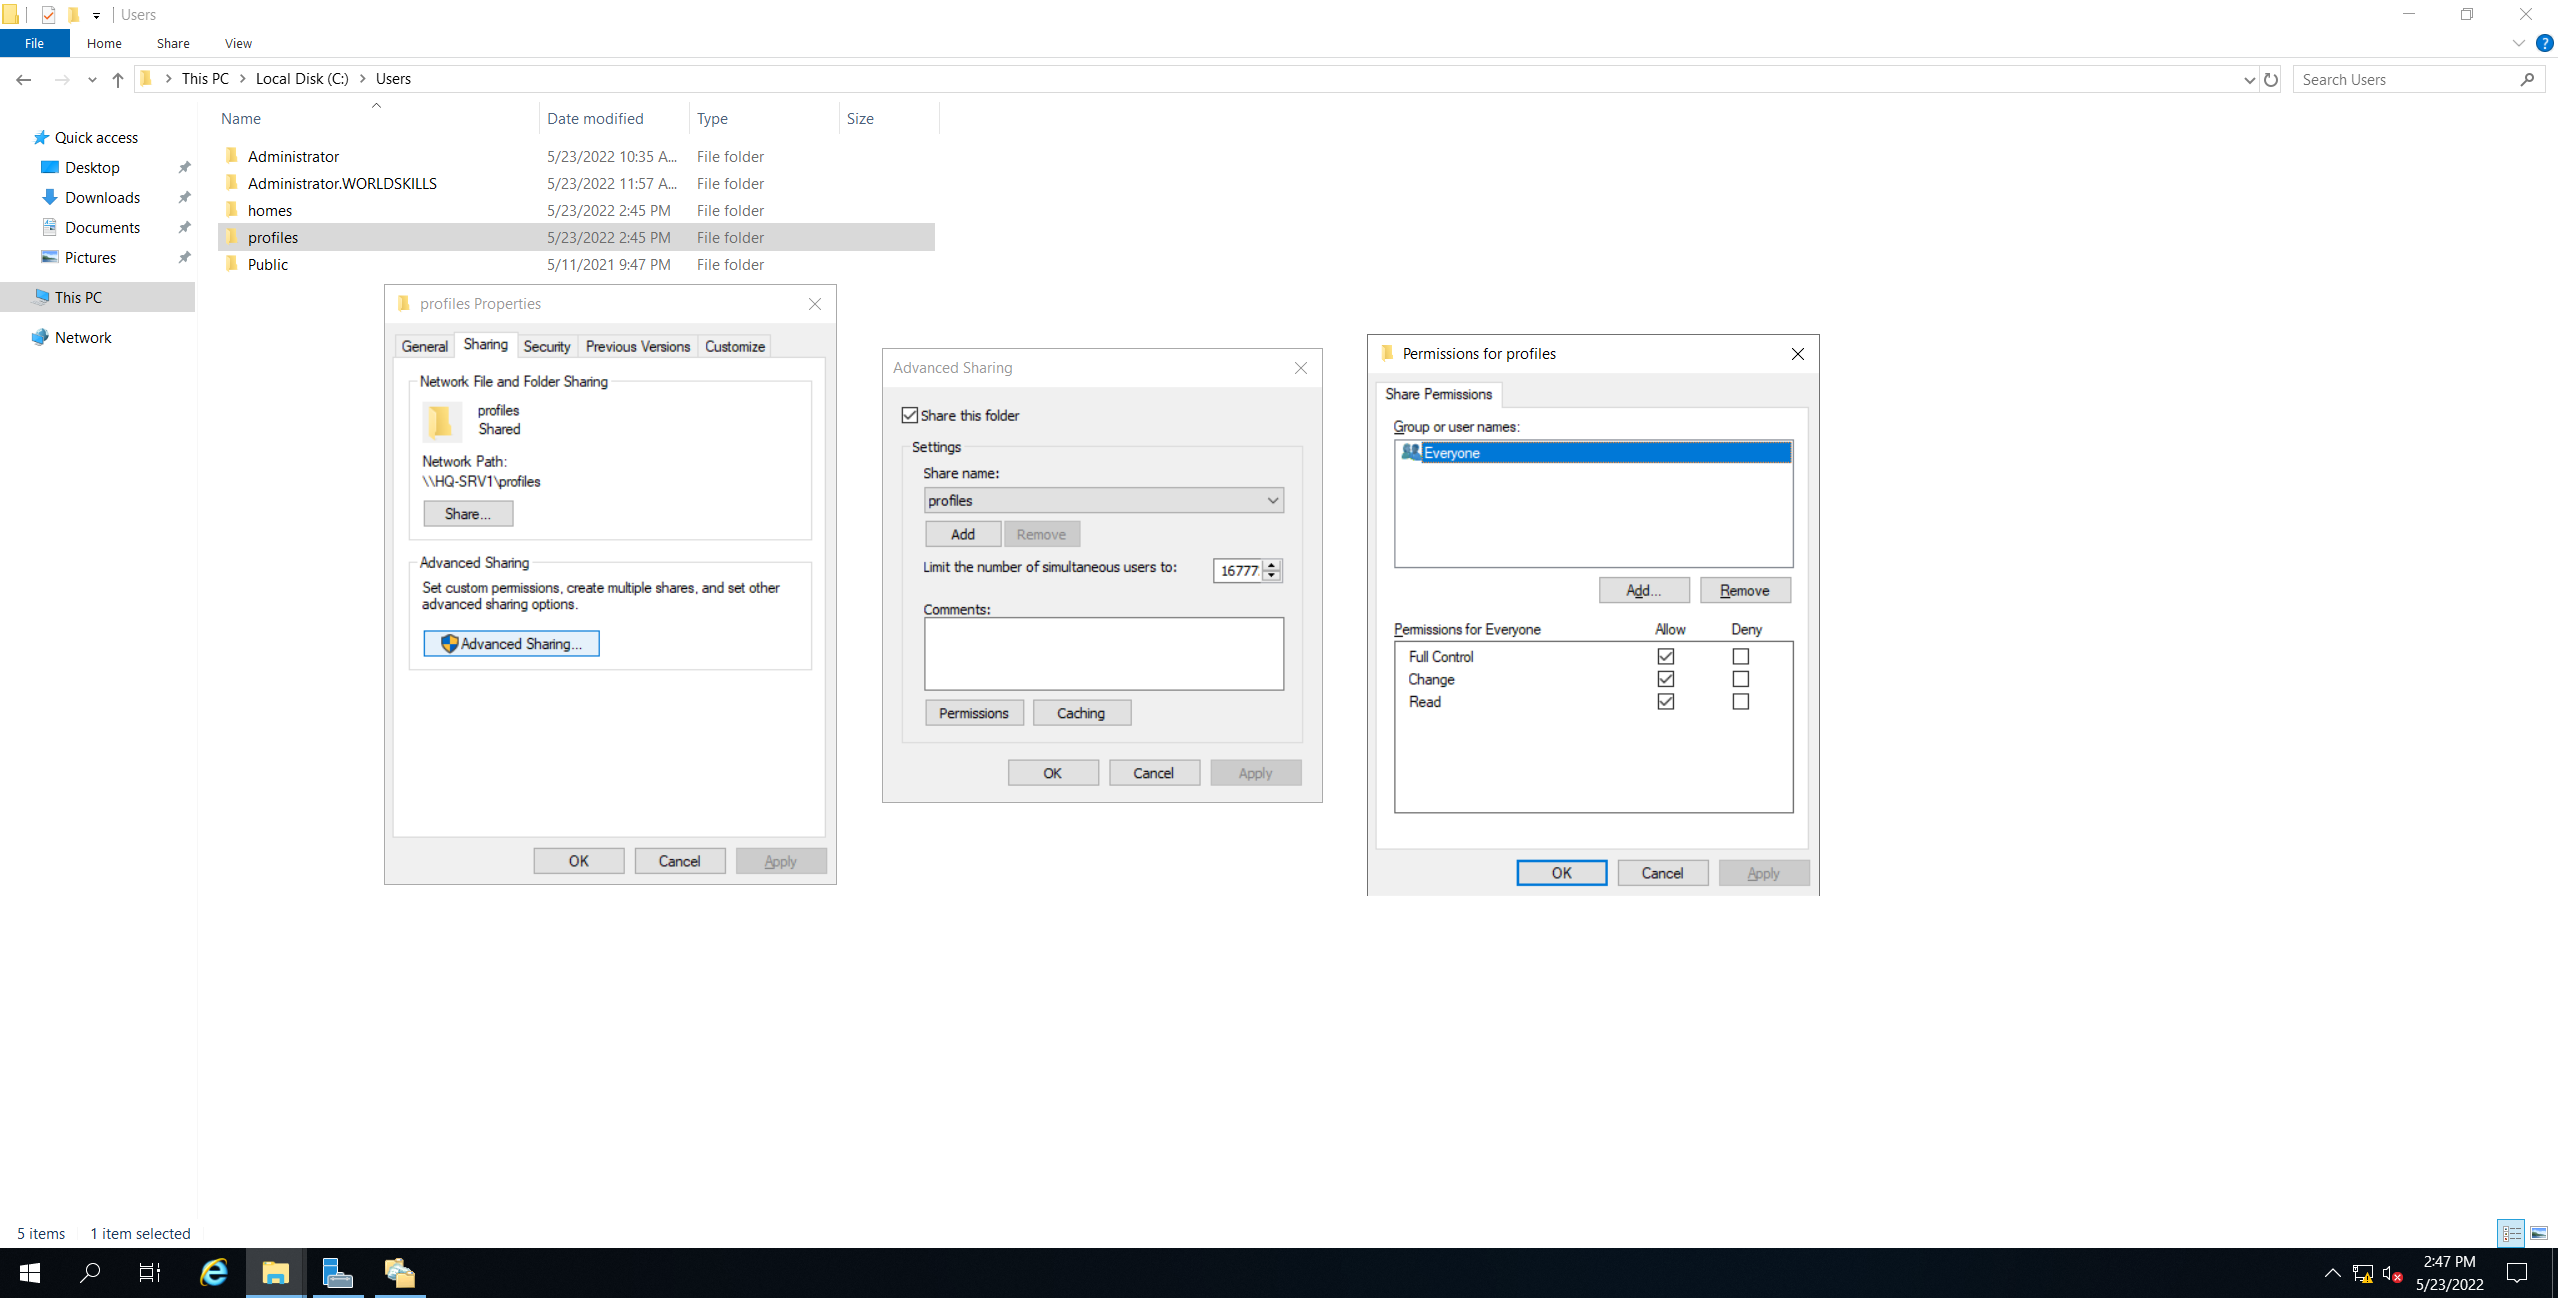 Users
File Home Share View
This PC Local Disk (C:) Users
Search Users
Name Date modified Type Size
Quick access
Desktop
Downloads
Documents
Pictures
This PC
Network
Administrator 5/23/2022 10:35 A... File folder
Administrator.WORLDSKILLS 5/23/2022 11:57 A... File folder
homes 5/23/2022 2:45 PM File folder
profiles 5/23/2022 2:45 PM File folder
Public 5/11/2021 9:47 PM File folder
profiles Properties
General Sharing Security Previous Versions Customize
Network File and Folder Sharing
profiles
Shared
Network Path:
\\HQ-SRV1\profiles
Share...
Advanced Sharing
Set custom permissions, create multiple shares, and set other
advanced sharing options.
Advanced Sharing...
OK Cancel Apply
Advanced Sharing
Share this folder
Settings
Share name:
profiles
Add Remove
Limit the number of simultaneous users to: 16777
Comments:
Permissions Caching
OK Cancel Apply
Permissions for profiles
Share Permissions
Group or user names:
Everyone
Add... Remove
Permissions for Everyone Allow Deny
Full Control
Change
Read
OK Cancel Apply
5 items 1 item selected
2:47 PM
5/23/2022